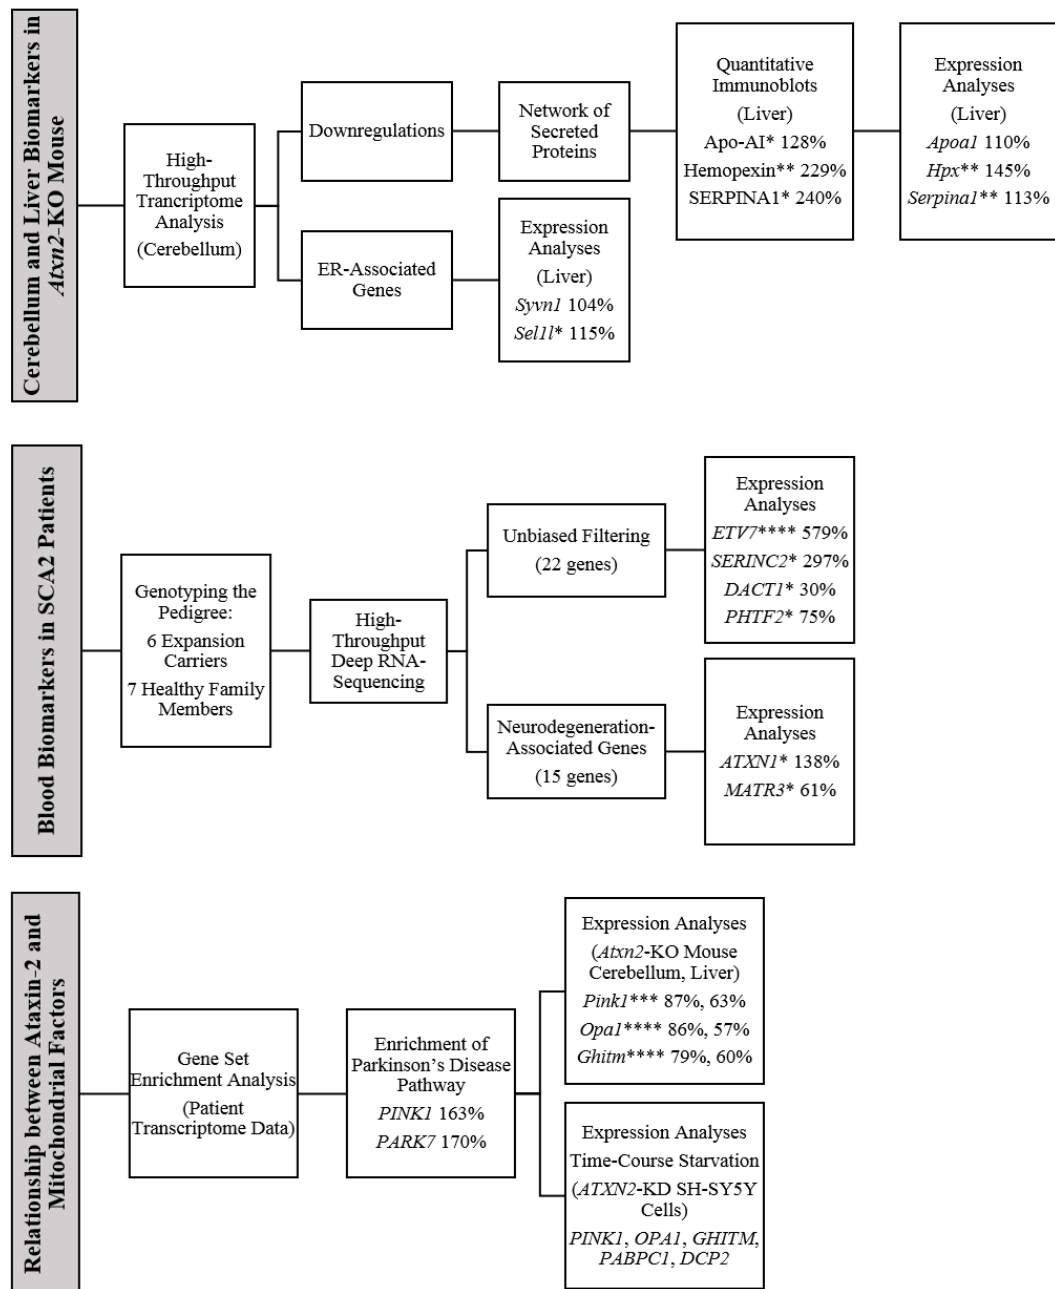 Cerebellum and Liver Biomarkers in
Atxn2-KO Mouse
High-
Throughput
Trancriptome
Analysis
(Cerebellum)
Downregulations
Network of
Secreted
Proteins
Quantitative
Immunoblots
(Liver)
Apo-AI* 128%
Hemopexin** 229%
SERPINA1* 240%
Expression
Analyses
(Liver)
Apoa1 110%
Hpx** 145%
Serpina1** 113%
ER-Associated
Genes
Expression
Analyses
(Liver)
Syvn1 104%
Sel1l* 115%
Blood Biomarkers in SCA2 Patients
Genotyping the
Pedigree:
6 Expansion
Carriers
7 Healthy Family
Members
High-
Throughput
Deep RNA-
Sequencing
Unbiased Filtering
(22 genes)
Expression
Analyses
ETV7**** 579%
SERINC2* 297%
DACT1* 30%
PHTF2* 75%
Neurodegeneration-
Associated Genes
(15 genes)
Expression
Analyses
ATXN1* 138%
MATR3* 61%
Relationship between Ataxin-2 and
Mitochondrial Factors
Gene Set
Enrichment Analysis
(Patient
Transcriptome Data)
Enrichment of
Parkinson's Disease
Pathway
PINK1 163%
PARK7 170%
Expression Analyses
(Atxn2-KO Mouse
Cerebellum, Liver)
Pink1*** 87%, 63%
Opa1**** 86%, 57%
Ghitm**** 79%, 60%
Expression Analyses
Time-Course Starvation
(ATXN2-KD SH-SY5Y
Cells)
PINK1, OPA1, GHITM,
PABPC1, DCP2